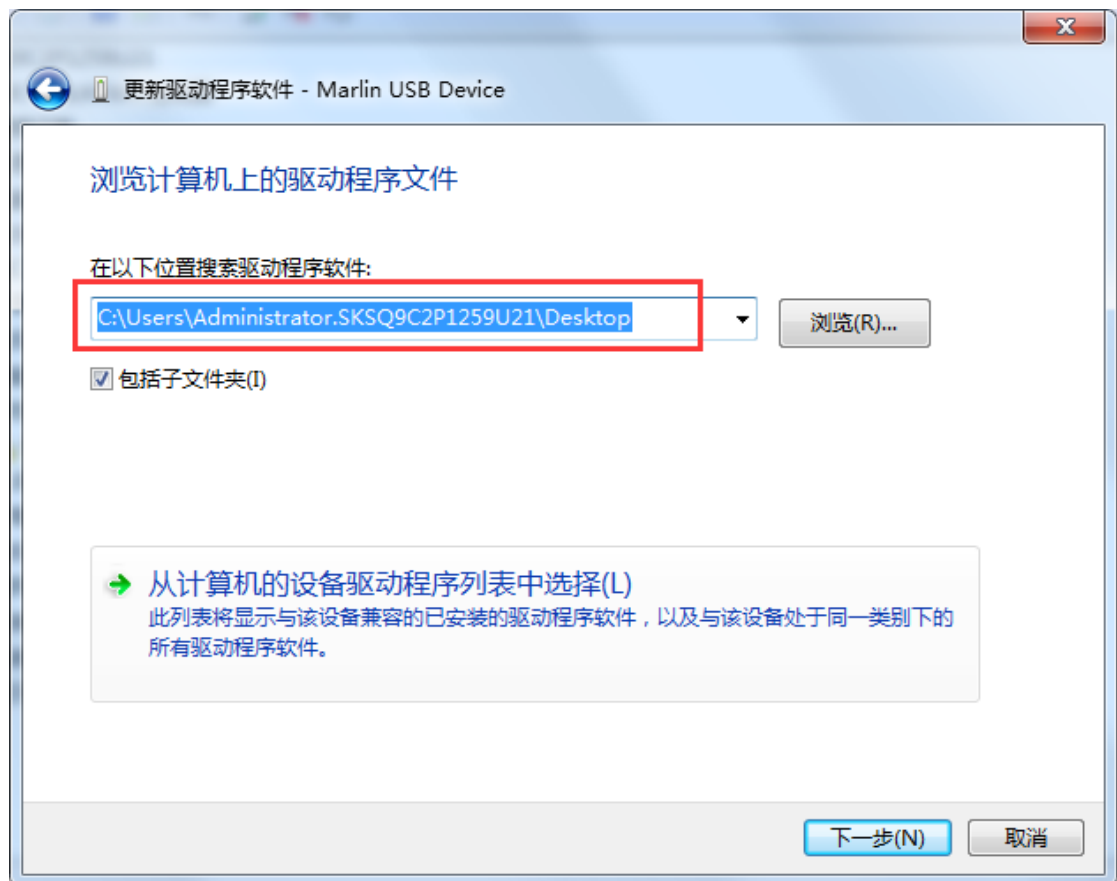 更新驱动程序软件 - Marlin USB Device
浏览计算机上的驱动程序文件
在以下位置搜索驱动程序软件:
C:\Users\Administrator.SKSQ9C2P1259U21\Desktop
浏览(R)...
包括子文件夹(I)
从计算机的设备驱动程序列表中选择(L)
此列表将显示与该设备兼容的已安装的驱动程序软件，以及与该设备处于同一类别下的
所有驱动程序软件。
下一步(N)
取消